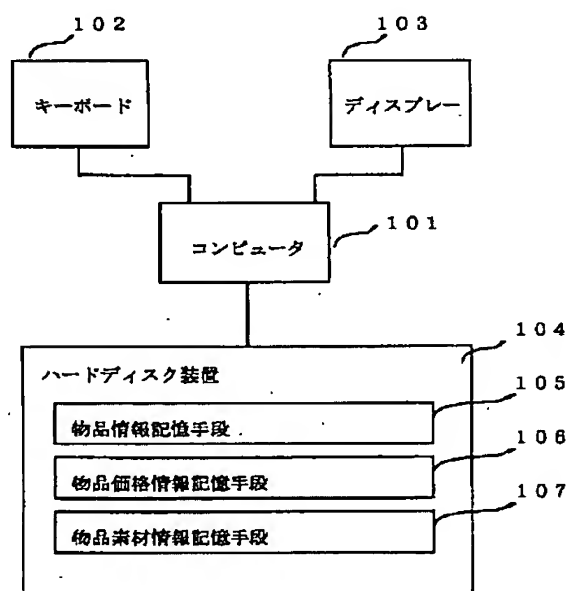 102
103
キーボード
ディスプレー
コンピュータ
101
104
ハードディスク装置
105
物品情報記憶手段
106
物品価格情報記憶手段
107
物品素材情報記憶手段